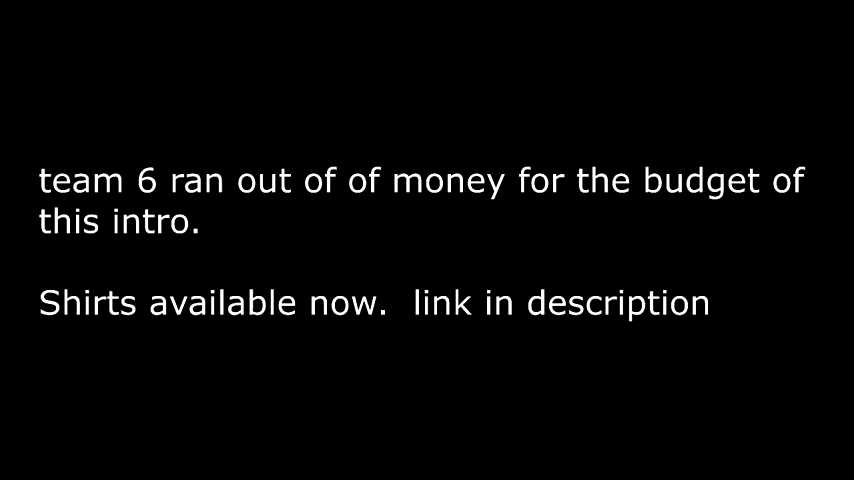 team 6 ran out of of money for the budget of
this intro.
Shirts available now.  link in description